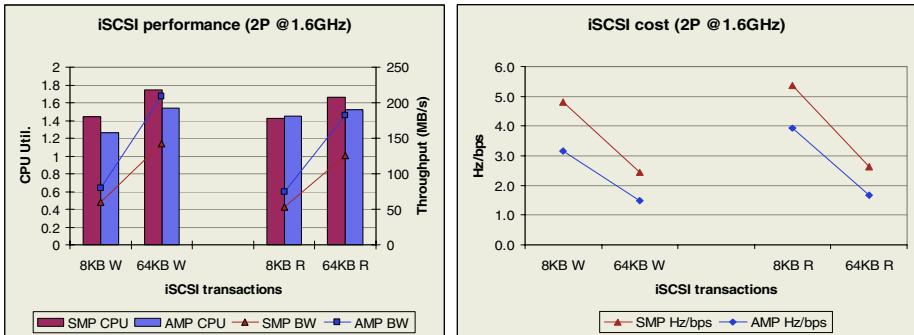 iSCSI performance (2P @1.6GHz)
CPU Util.
2
1.8
1.6
1.4
1.2
1
0.8
0.6
0.4
0.2
0
250
200
150
100
50
0
Throughput (MB/s)
8KB W 64KB W 8KB R 64KB R
iSCSI transactions
SMP CPU AMP CPU SMP BW AMP BW
iSCSI cost (2P @1.6GHz)
Hz/bps
6.0
5.0
4.0
3.0
2.0
1.0
0.0
8KB W 64KB W 8KB R 64KB R
iSCSI transactions
SMP Hz/bps AMP Hz/bps